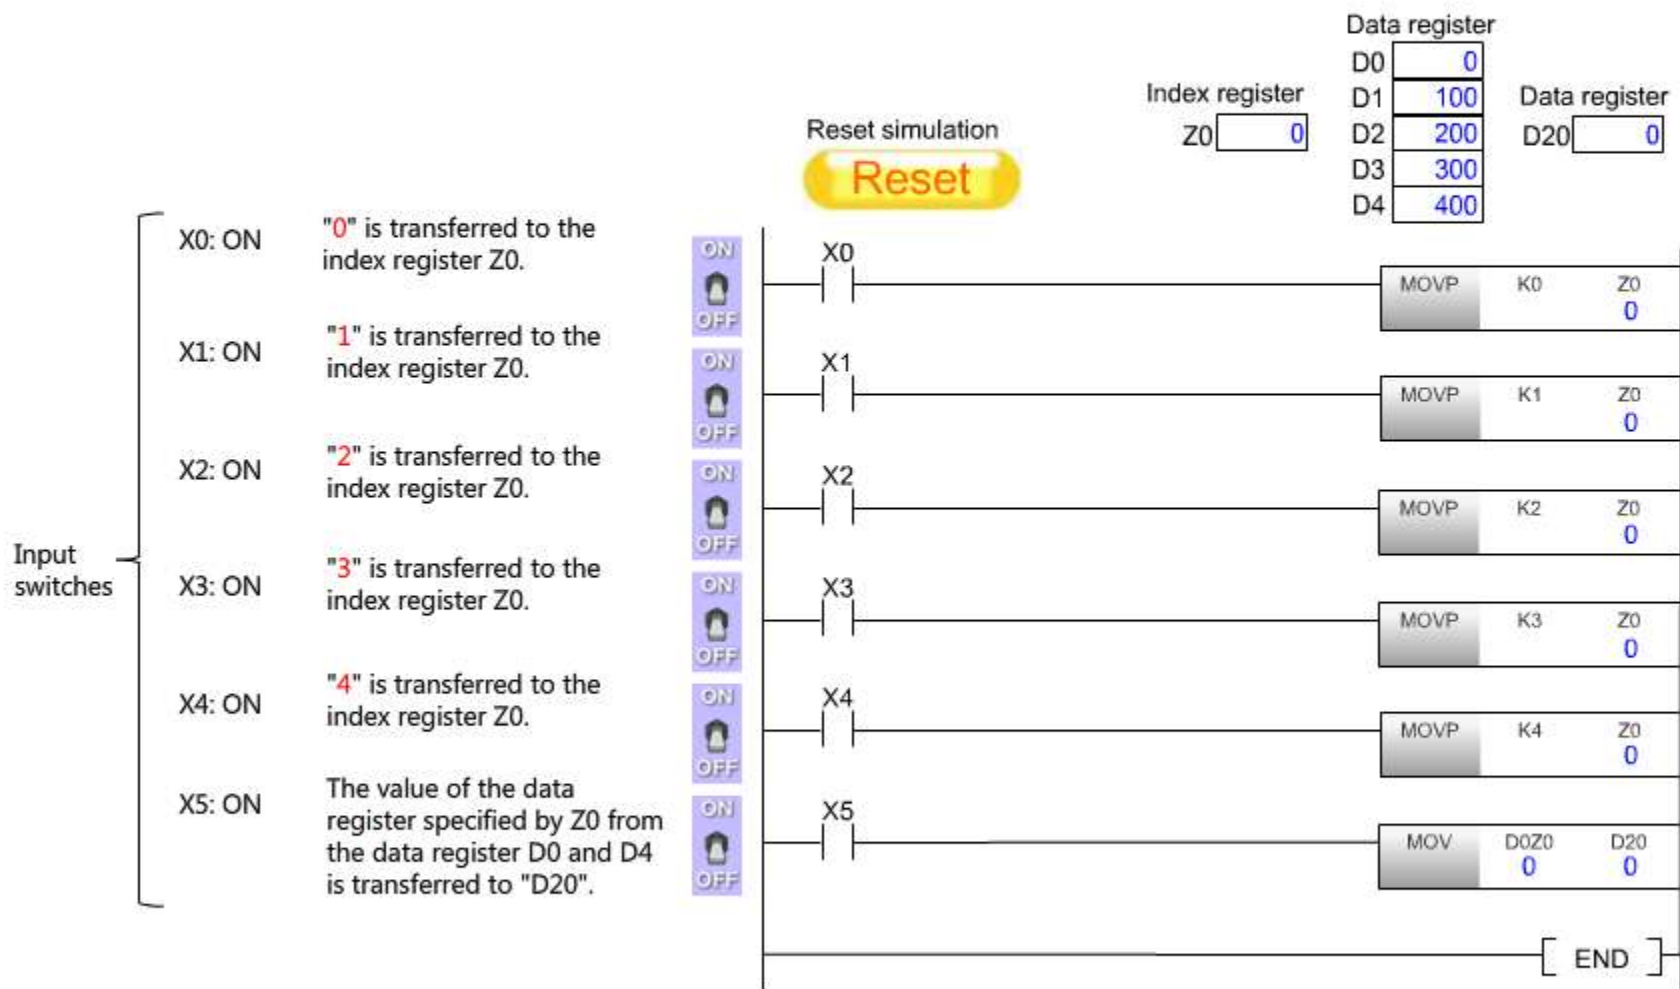 Data register
D0 0
D1 100
D2 200
D3 300
D4 400
Index register
Z0 0
Data register
D20 0
Reset simulation
Reset
Input
switches
X0: ON
"0" is transferred to the
index register Z0.
ON
OFF
X0
MOVP K0 Z0
0
X1: ON
"1" is transferred to the
index register Z0.
ON
OFF
X1
MOVP K1 Z0
0
X2: ON
"2" is transferred to the
index register Z0.
ON
OFF
X2
MOVP K2 Z0
0
X3: ON
"3" is transferred to the
index register Z0.
ON
OFF
X3
MOVP K3 Z0
0
X4: ON
"4" is transferred to the
index register Z0.
ON
OFF
X4
MOVP K4 Z0
0
X5: ON
The value of the data
register specified by Z0 from
the data register D0 and D4
is transferred to "D20".
ON
OFF
X5
MOV D0Z0 D20
0 0
END